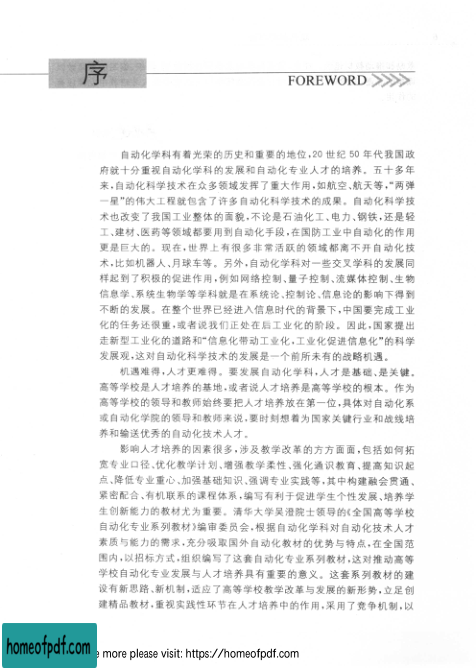 序
FOREWORD
自动化学科有着光荣的历史和重要的地位,20 世纪 50 年代我国政
府就十分重视自动化学科的发展和自动化专业人才的培养。五十多年
来,自动化科学技术在众多领域发挥了重大作用,如航空、航天等,“两弹
一星”的伟大工程就包含了许多自动化科学技术的成果。自动化科学技
术也改变了我国工业整体的面貌,不论是石油化工、电力、钢铁,还是轻
工、建材、医药等领域都要用到自动化手段,在国防工业中自动化的作用
更是巨大的。现在,世界上有很多非常活跃的领域都离不开自动化技
术,比如机器人、月球车等。另外,自动化学科对一些交叉学科的发展同
样起到了积极的促进作用,例如网络控制、量子控制、流媒体控制、生物
信息学、系统生物学等学科就是在系统论、控制论、信息论的影响下得到
不断的发展。在整个世界已经进入信息时代的背景下,中国要完成工业
化的任务还很重,或者说我们正处在后工业化的阶段。因此,国家提出
走新型工业化的道路和“信息化带动工业化,工业化促进信息化”的科学
发展观,这对自动化科学技术的发展是一个前所未有的战略机遇。
机遇难得,人才更难得。要发展自动化学科,人才是基础、是关键。
高等学校是人才培养的基地,或者说人才培养是高等学校的根本。作为
高等学校的领导和教师始终要把人才培养放在第一位,具体对自动化系
或自动化学院的领导和教师来说,要时刻想着为国家关键行业和战线培
养和输送优秀的自动化技术人才。
影响人才培养的因素很多,涉及教学改革的方方面面,包括如何拓
宽专业口径、优化教学计划、增强教学柔性、强化通识教育、提高知识起
点、降低专业重心、加强基础知识、强调专业实践等,其中构建融会贯通、
紧密配合、有机联系的课程体系,编写有利于促进学生个性发展、培养学
生创新能力的教材尤为重要。清华大学吴澄院士领导的《全国高等学校
自动化专业系列教材》编审委员会,根据自动化学科对自动化技术人才
素质与能力的需求,充分吸取国外自动化教材的优势与特点,在全国范
围内,以招标方式,组织编写了这套自动化专业系列教材,这对推动高等
学校自动化专业发展与人才培养具有重要的意义。这套系列教材的建
设有新思路、新机制,适应了高等学校教学改革与发展的新形势,立足创
建精品教材,重视实践性环节在人才培养中的作用,采用了竞争机制,以
homeofpdf.com
e more please visit: https://homeofpdf.com